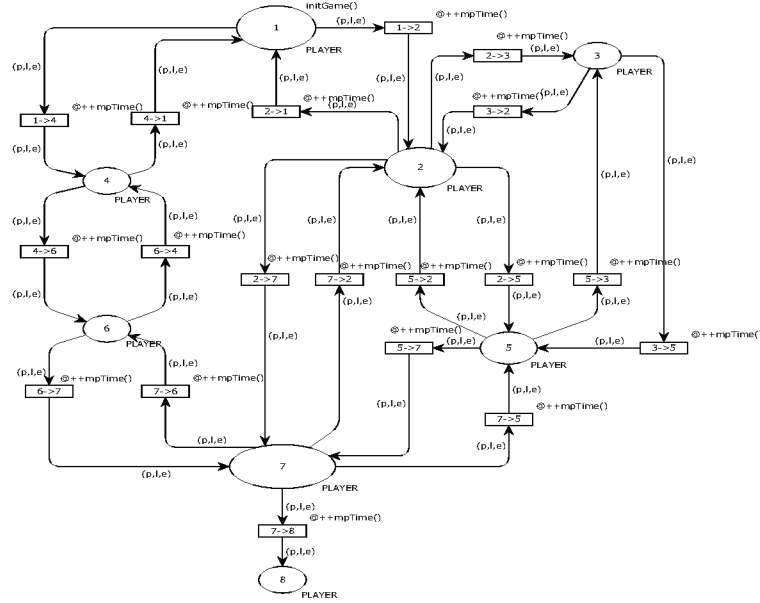 initGame()
1
(p,l,e)
1->2
@++mpTime()
PLAYER
@++mpTime()
2->3
(p,l,e)
3
PLAYER
(p,l,e)
(p,l,e)
(p,l,e)
(p,l,e)
(p,l,e)
@++mpTime()
(p,l,e)
@++mpTime()
@++mpTime()
@++mpTime()
(p,l,e)
1->4
4->1
2->1
3->2
(p,l,e)
(p,l,e)
(p,l,e)
(p,l,e)
2
PLAYER
4
PLAYER
(p,l,e)
(p,l,e)
(p,l,e)
(p,l,e)
(p,l,e)
(p,l,e)
(p,l,e)
(p,l,e)
@++mpTime()
@++mpTime()
4->6
6->4
@++mpTime()
@++mpTime()
@++mpTime()
@++mpTime()
@++mpTime()
2->7
7->2
5->2
2->5
5->3
(p,l,e)
(p,l,e)
(p,l,e)
(p,l,e)
(p,l,e)
(p,l,e)
6
PLAYER
(p,l,e)
@++mpTime()
5->7
(p,l,e)
5
PLAYER
(p,l,e)
3->5
@++mpTime()
(p,l,e)
(p,l,e)
@++mpTime()
@++mpTime()
6->7
7->6
(p,l,e)
(p,l,e)
@++mpTime()
7->5
(p,l,e)
(p,l,e)
(p,l,e)
7
PLAYER
(p,l,e)
@++mpTime()
7->8
(p,l,e)
8
PLAYER